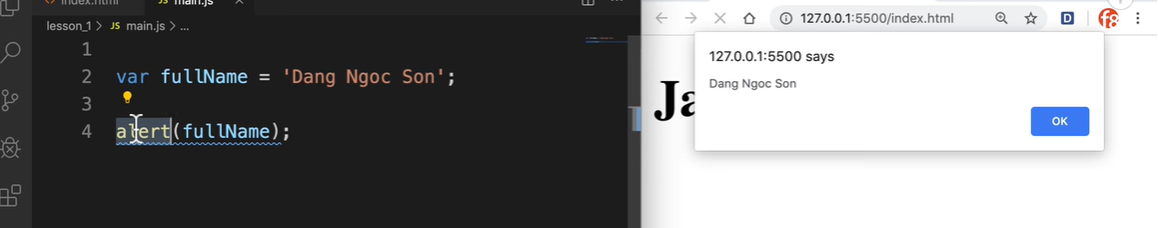 index.html
main.js
lesson_1 > JS main.js > ...
1
2 var fullName = 'Dang Ngoc Son';
3
4 alert(fullName);
127.0.0.1:5500/index.html
D
f8
127.0.0.1:5500 says
Dang Ngoc Son
OK
Ja